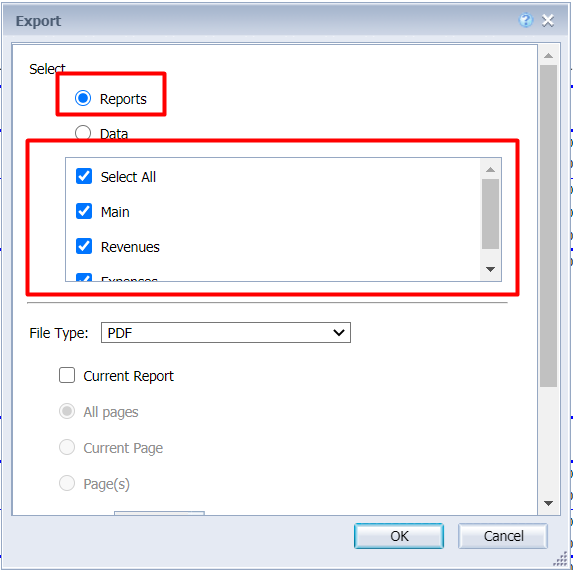 Export
Select
Reports
Data
Select All
Main
Revenues
Expenses
File Type: PDF
Current Report
All pages
Current Page
Page(s)
OK Cancel